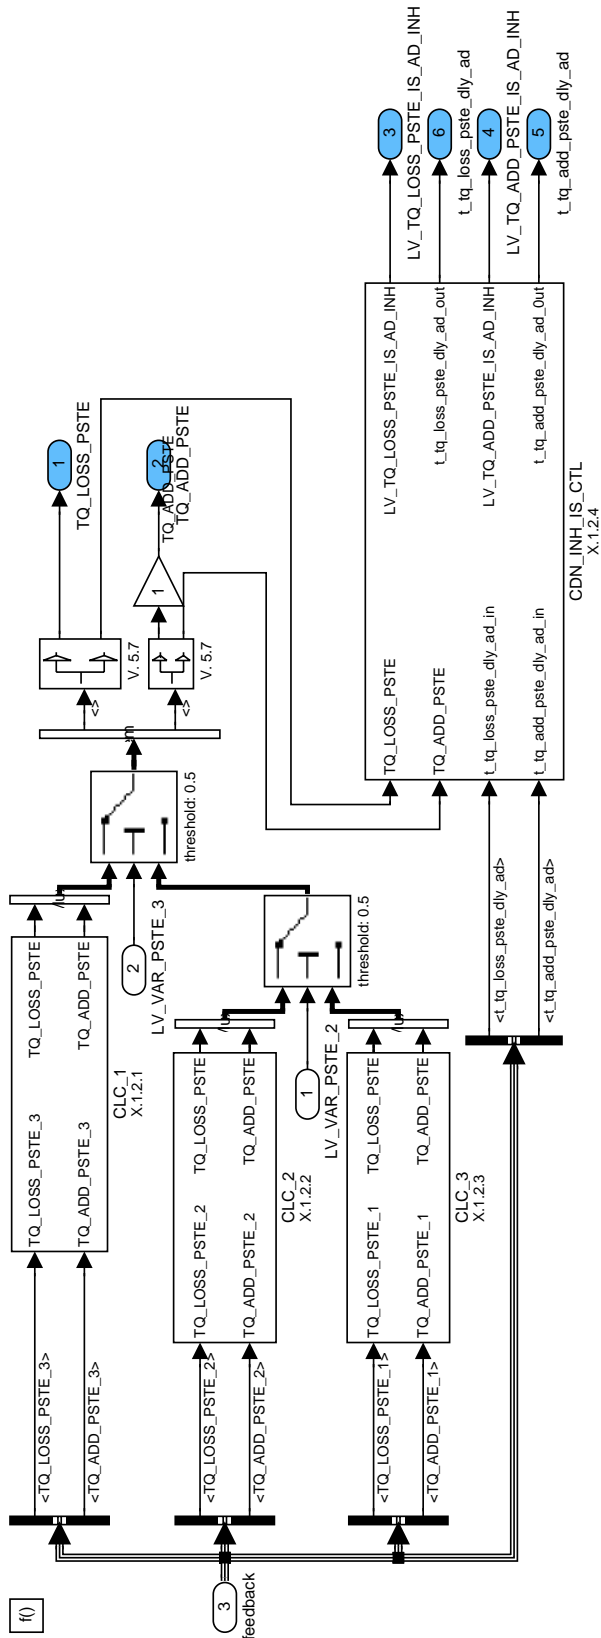 f()
3
feedback
<TQ_LOSS_PSTE_3>
<TQ_ADD_PSTE_3>
TQ_LOSS_PSTE_3
TQ_ADD_PSTE_3
TQ_LOSS_PSTE
TQ_ADD_PSTE
CLC_1
X.1.2.1
<TQ_LOSS_PSTE_2>
<TQ_ADD_PSTE_2>
TQ_LOSS_PSTE_2
TQ_ADD_PSTE_2
TQ_LOSS_PSTE
TQ_ADD_PSTE
CLC_2
X.1.2.2
<TQ_LOSS_PSTE_1>
<TQ_ADD_PSTE_1>
TQ_LOSS_PSTE_1
TQ_ADD_PSTE_1
TQ_LOSS_PSTE
TQ_ADD_PSTE
CLC_3
X.1.2.3
2
LV_VAR_PSTE_3
1
LV_VAR_PSTE_2
threshold: 0.5
threshold: 0.5
<>
<>
V. 5.7
V. 5.7
1
1
TQ_LOSS_PSTE
2
TQ_ADD_PSTE
TQ_ADD_PSTE
<t_tq_loss_pste_dly_ad>
<t_tq_add_pste_dly_ad>
TQ_LOSS_PSTE
TQ_ADD_PSTE
t_tq_loss_pste_dly_ad_in
t_tq_add_pste_dly_ad_in
LV_TQ_LOSS_PSTE_IS_AD_INH
t_tq_loss_pste_dly_ad_out
LV_TQ_ADD_PSTE_IS_AD_INH
t_tq_add_pste_dly_ad_0ut
CDN_INH_IS_CTL
X.1.2.4
3
LV_TQ_LOSS_PSTE_IS_AD_INH
6
t_tq_loss_pste_dly_ad
4
LV_TQ_ADD_PSTE_IS_AD_INH
5
t_tq_add_pste_dly_ad